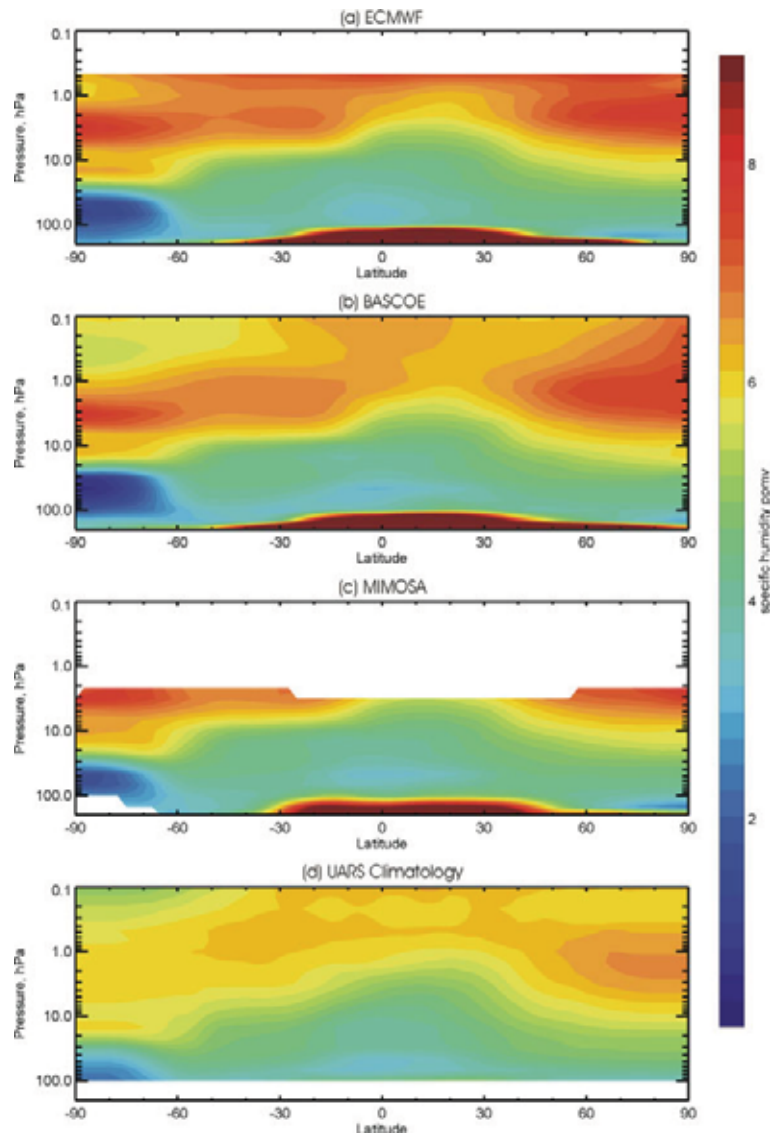 (a) ECMWF
0.1
1.0
10.0
100.0
Pressure, hPa
-90 -60 -30 0 30 60 90
Latitude
(b) BASCOE
0.1
1.0
10.0
100.0
Pressure, hPa
-90 -60 -30 0 30 60 90
Latitude
(c) MIMOSA
0.1
1.0
10.0
100.0
Pressure, hPa
-90 -60 -30 0 30 60 90
Latitude
(d) UARS Climatology
0.1
1.0
10.0
100.0
Pressure, hPa
-90 -60 -30 0 30 60 90
Latitude
8
6
4
2
specific humidity ppmv